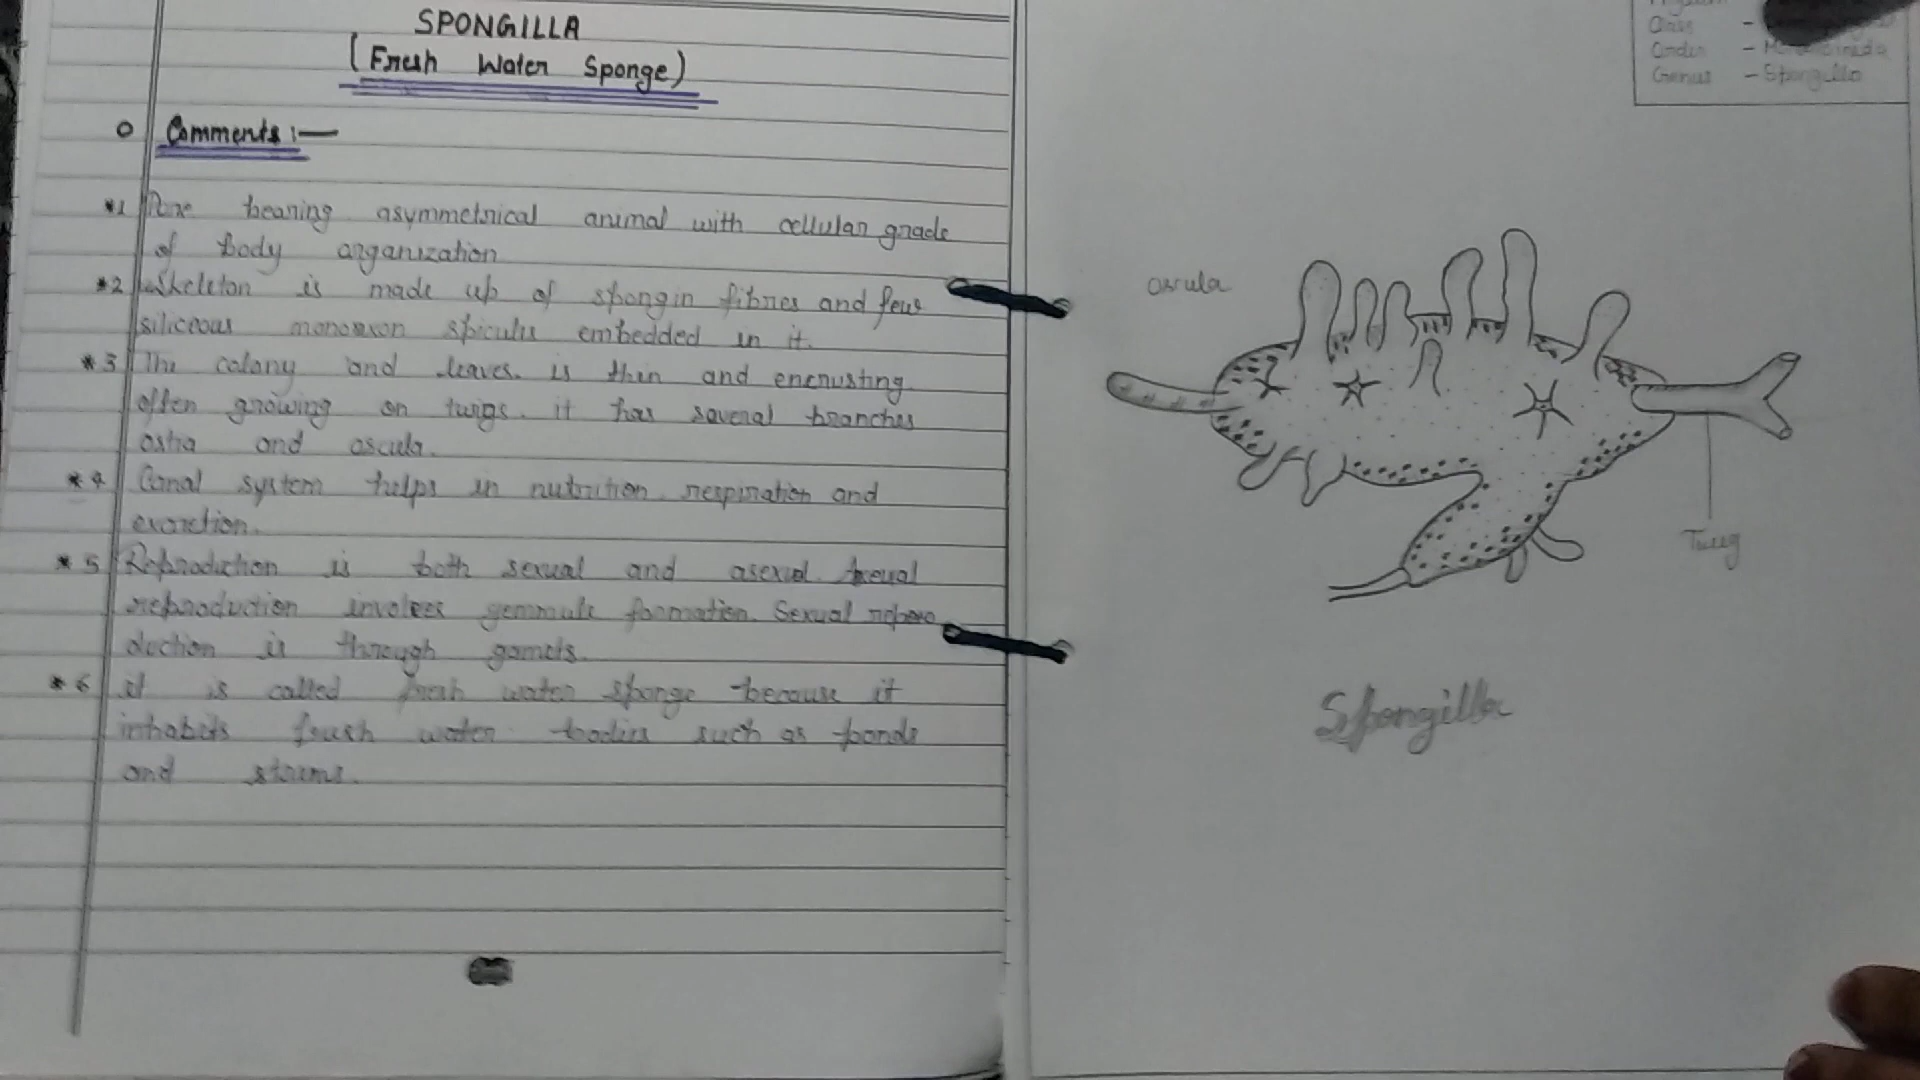 SPONGILLA
(Fresh Water Sponge)
O Comments :—
*1 Pore bearing asymmetrical animal with cellular grade
of body organization
*2 Skeleton is made up of spongin fibres and few
siliceous monoaxon spiculs embedded in it.
*3 The colony and leaves. is thin and encrusting
often growing on twigs. it has several branches
ostia and oscula.
*4 Canal system helps in nutrition. respiration and
excretion.
*5 Reproduction is both sexual and asexual.
reproduction involves gemmule formation. Sexual repro
duction is through gamets.
*6 it is called fresh water sponge because it
inhabits fresh water bodies such as ponds
and strems.
Class -
Order -
Genus - Spongilla
oscula
Twig
Spongilla